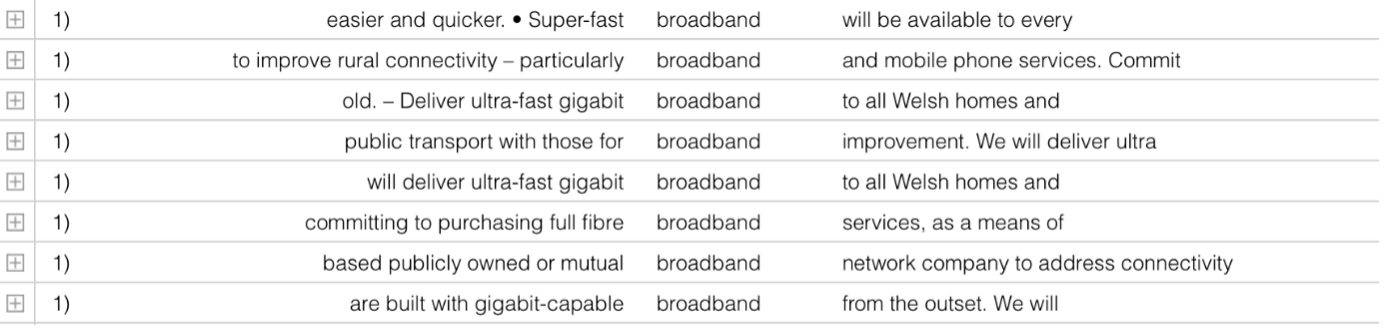 1) easier and quicker. • Super-fast broadband will be available to every
1) to improve rural connectivity – particularly broadband and mobile phone services. Commit
1) old. – Deliver ultra-fast gigabit broadband to all Welsh homes and
1) public transport with those for broadband improvement. We will deliver ultra
1) will deliver ultra-fast gigabit broadband to all Welsh homes and
1) committing to purchasing full fibre broadband services, as a means of
1) based publicly owned or mutual broadband network company to address connectivity
1) are built with gigabit-capable broadband from the outset. We will